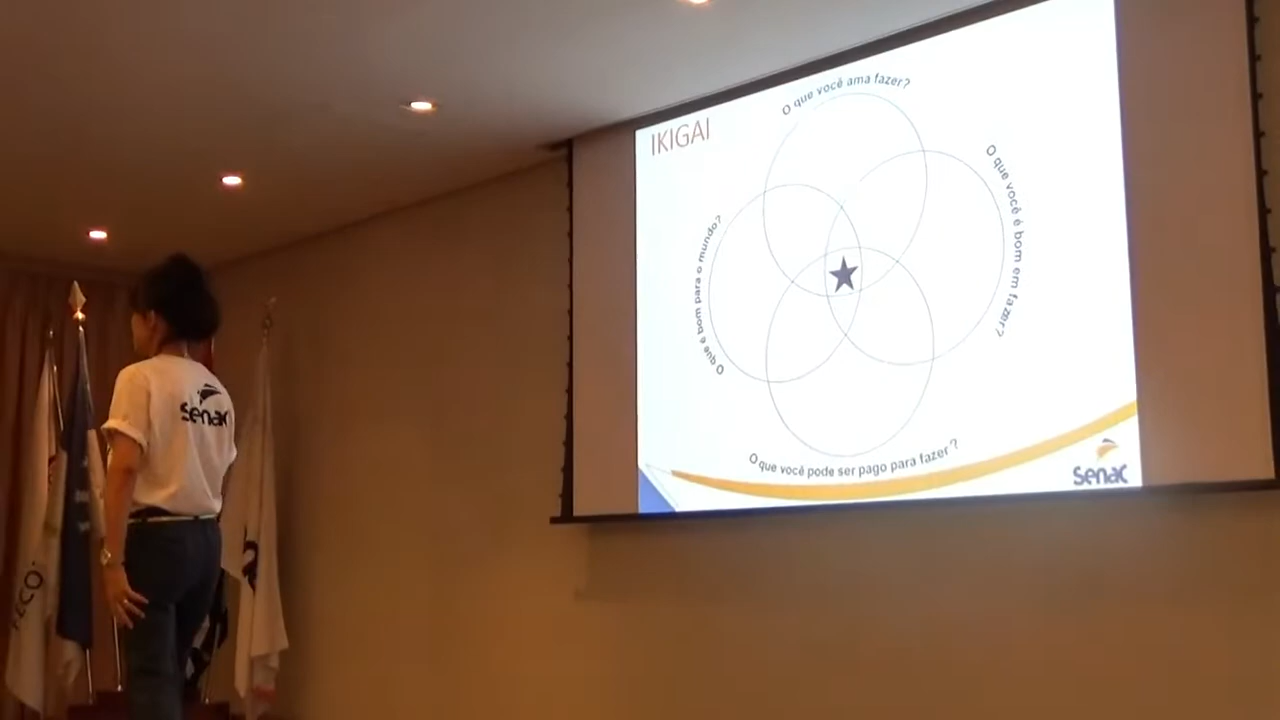 IKIGAI
O que você ama fazer?
O que você é bom em fazer?
O que é bom para o mundo?
O que você pode ser pago para fazer ?
senac
senac